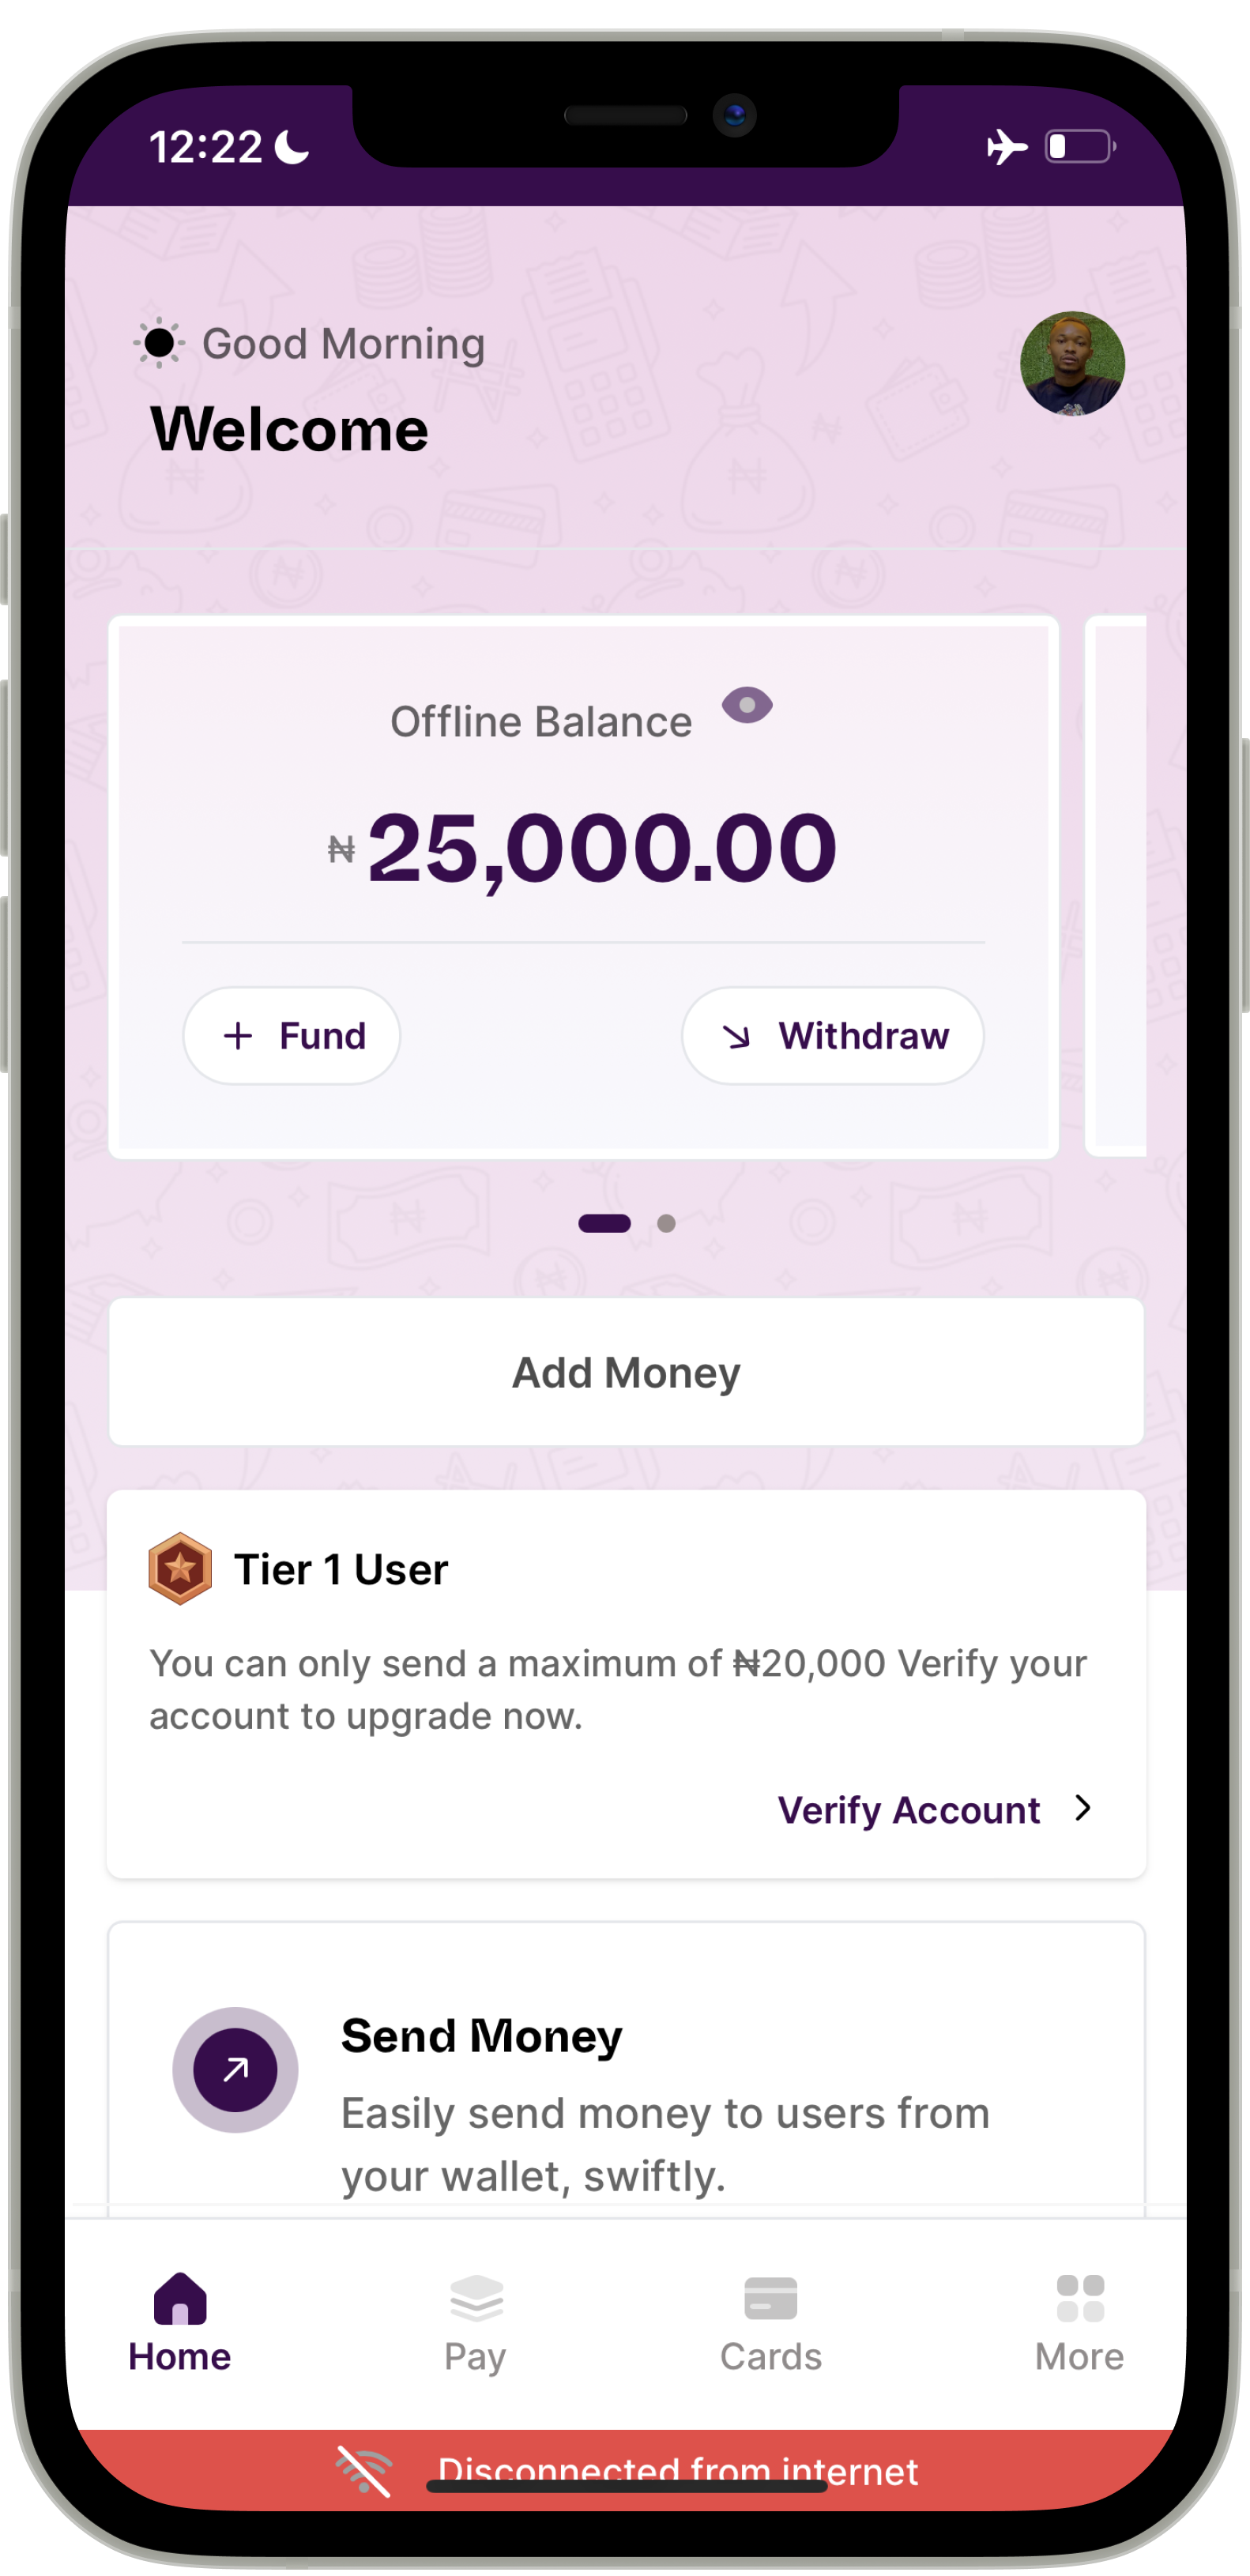 12:22
Good Morning
Welcome
Offline Balance
₦25,000.00
Fund
Withdraw
Add Money
Tier 1 User
You can only send a maximum of ₦20,000 Verify your
account to upgrade now.
Verify Account
Send Money
Easily send money to users from
your wallet, swiftly.
Home
Pay
Cards
More
Disconnected from internet